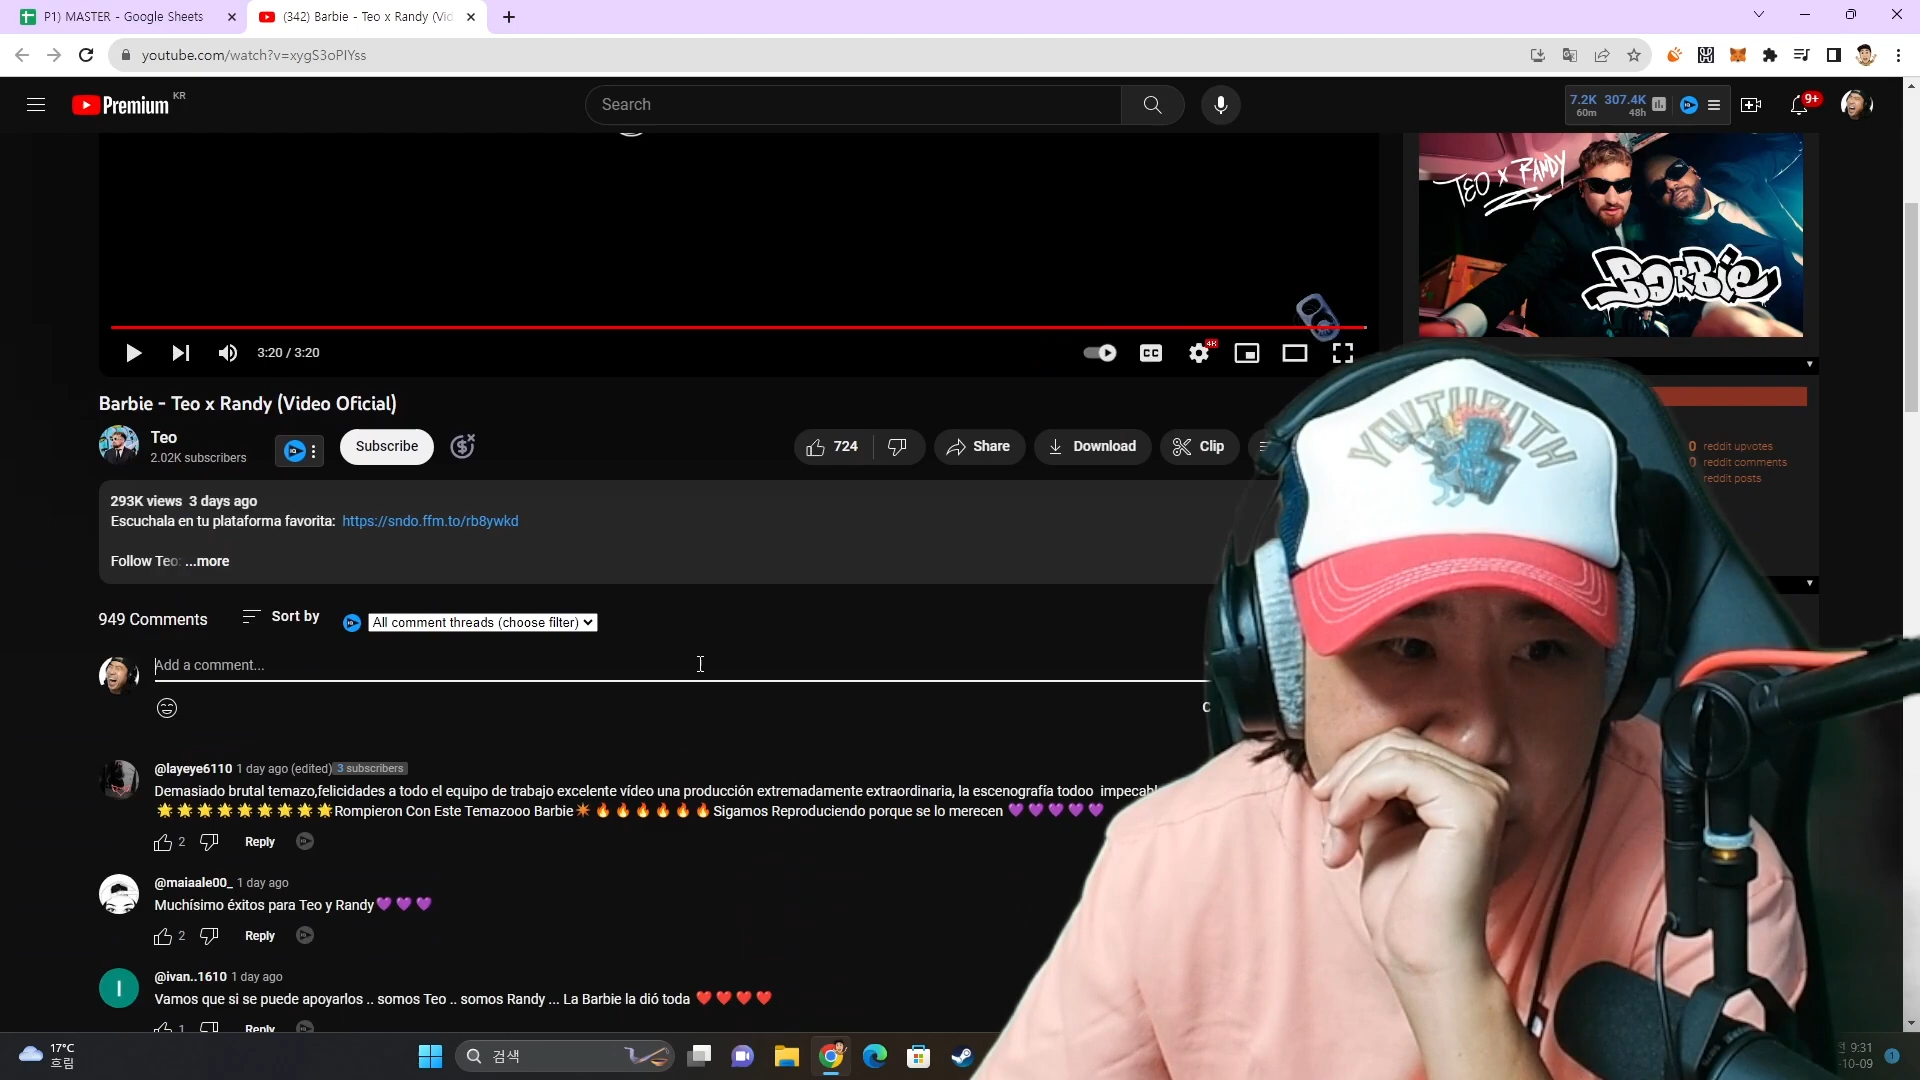 P1) MASTER - Google Sheets
(342) Barbie - Teo x Randy (Vid
youtube.com/watch?v=xygS3oPIYss
Premium KR
Search
7.2K 307.4K
60m 48h
9+
TEO X RANDY
BARBIE
3:20 / 3:20
CC
4K
Barbie - Teo x Randy (Video Oficial)
Teo
2.02K subscribers
Subscribe
724
Share
Download
Clip
0 reddit upvotes
0 reddit comments
reddit posts
293K views 3 days ago
Escuchala en tu plataforma favorita: https://sndo.ffm.to/rb8ywkd
Follow Teo: ...more
949 Comments
Sort by
All comment threads (choose filter)
Add a comment...
C
@layeye6110 1 day ago (edited) 3 subscribers
Demasiado brutal temazo,felicidades a todo el equipo de trabajo excelente vídeo una producción extremadamente extraordinaria, la escenografía todoo impecabl
🌟🌟🌟🌟🌟🌟🌟🌟🌟Rompieron Con Este Temazooo Barbie💥🔥🔥🔥🔥🔥🔥Sigamos Reproduciendo porque se lo merecen 💜💜💜💜💜
2 Reply
@maiaale00_ 1 day ago
Muchísimo éxitos para Teo y Randy💜💜💜
2 Reply
@ivan..1610 1 day ago
Vamos que si se puede apoyarlos .. somos Teo .. somos Randy ... La Barbie la dió toda ❤️❤️❤️❤️
1 Reply
YOUTUBITH
17°C
흐림
검색
9:31
-10-09
1